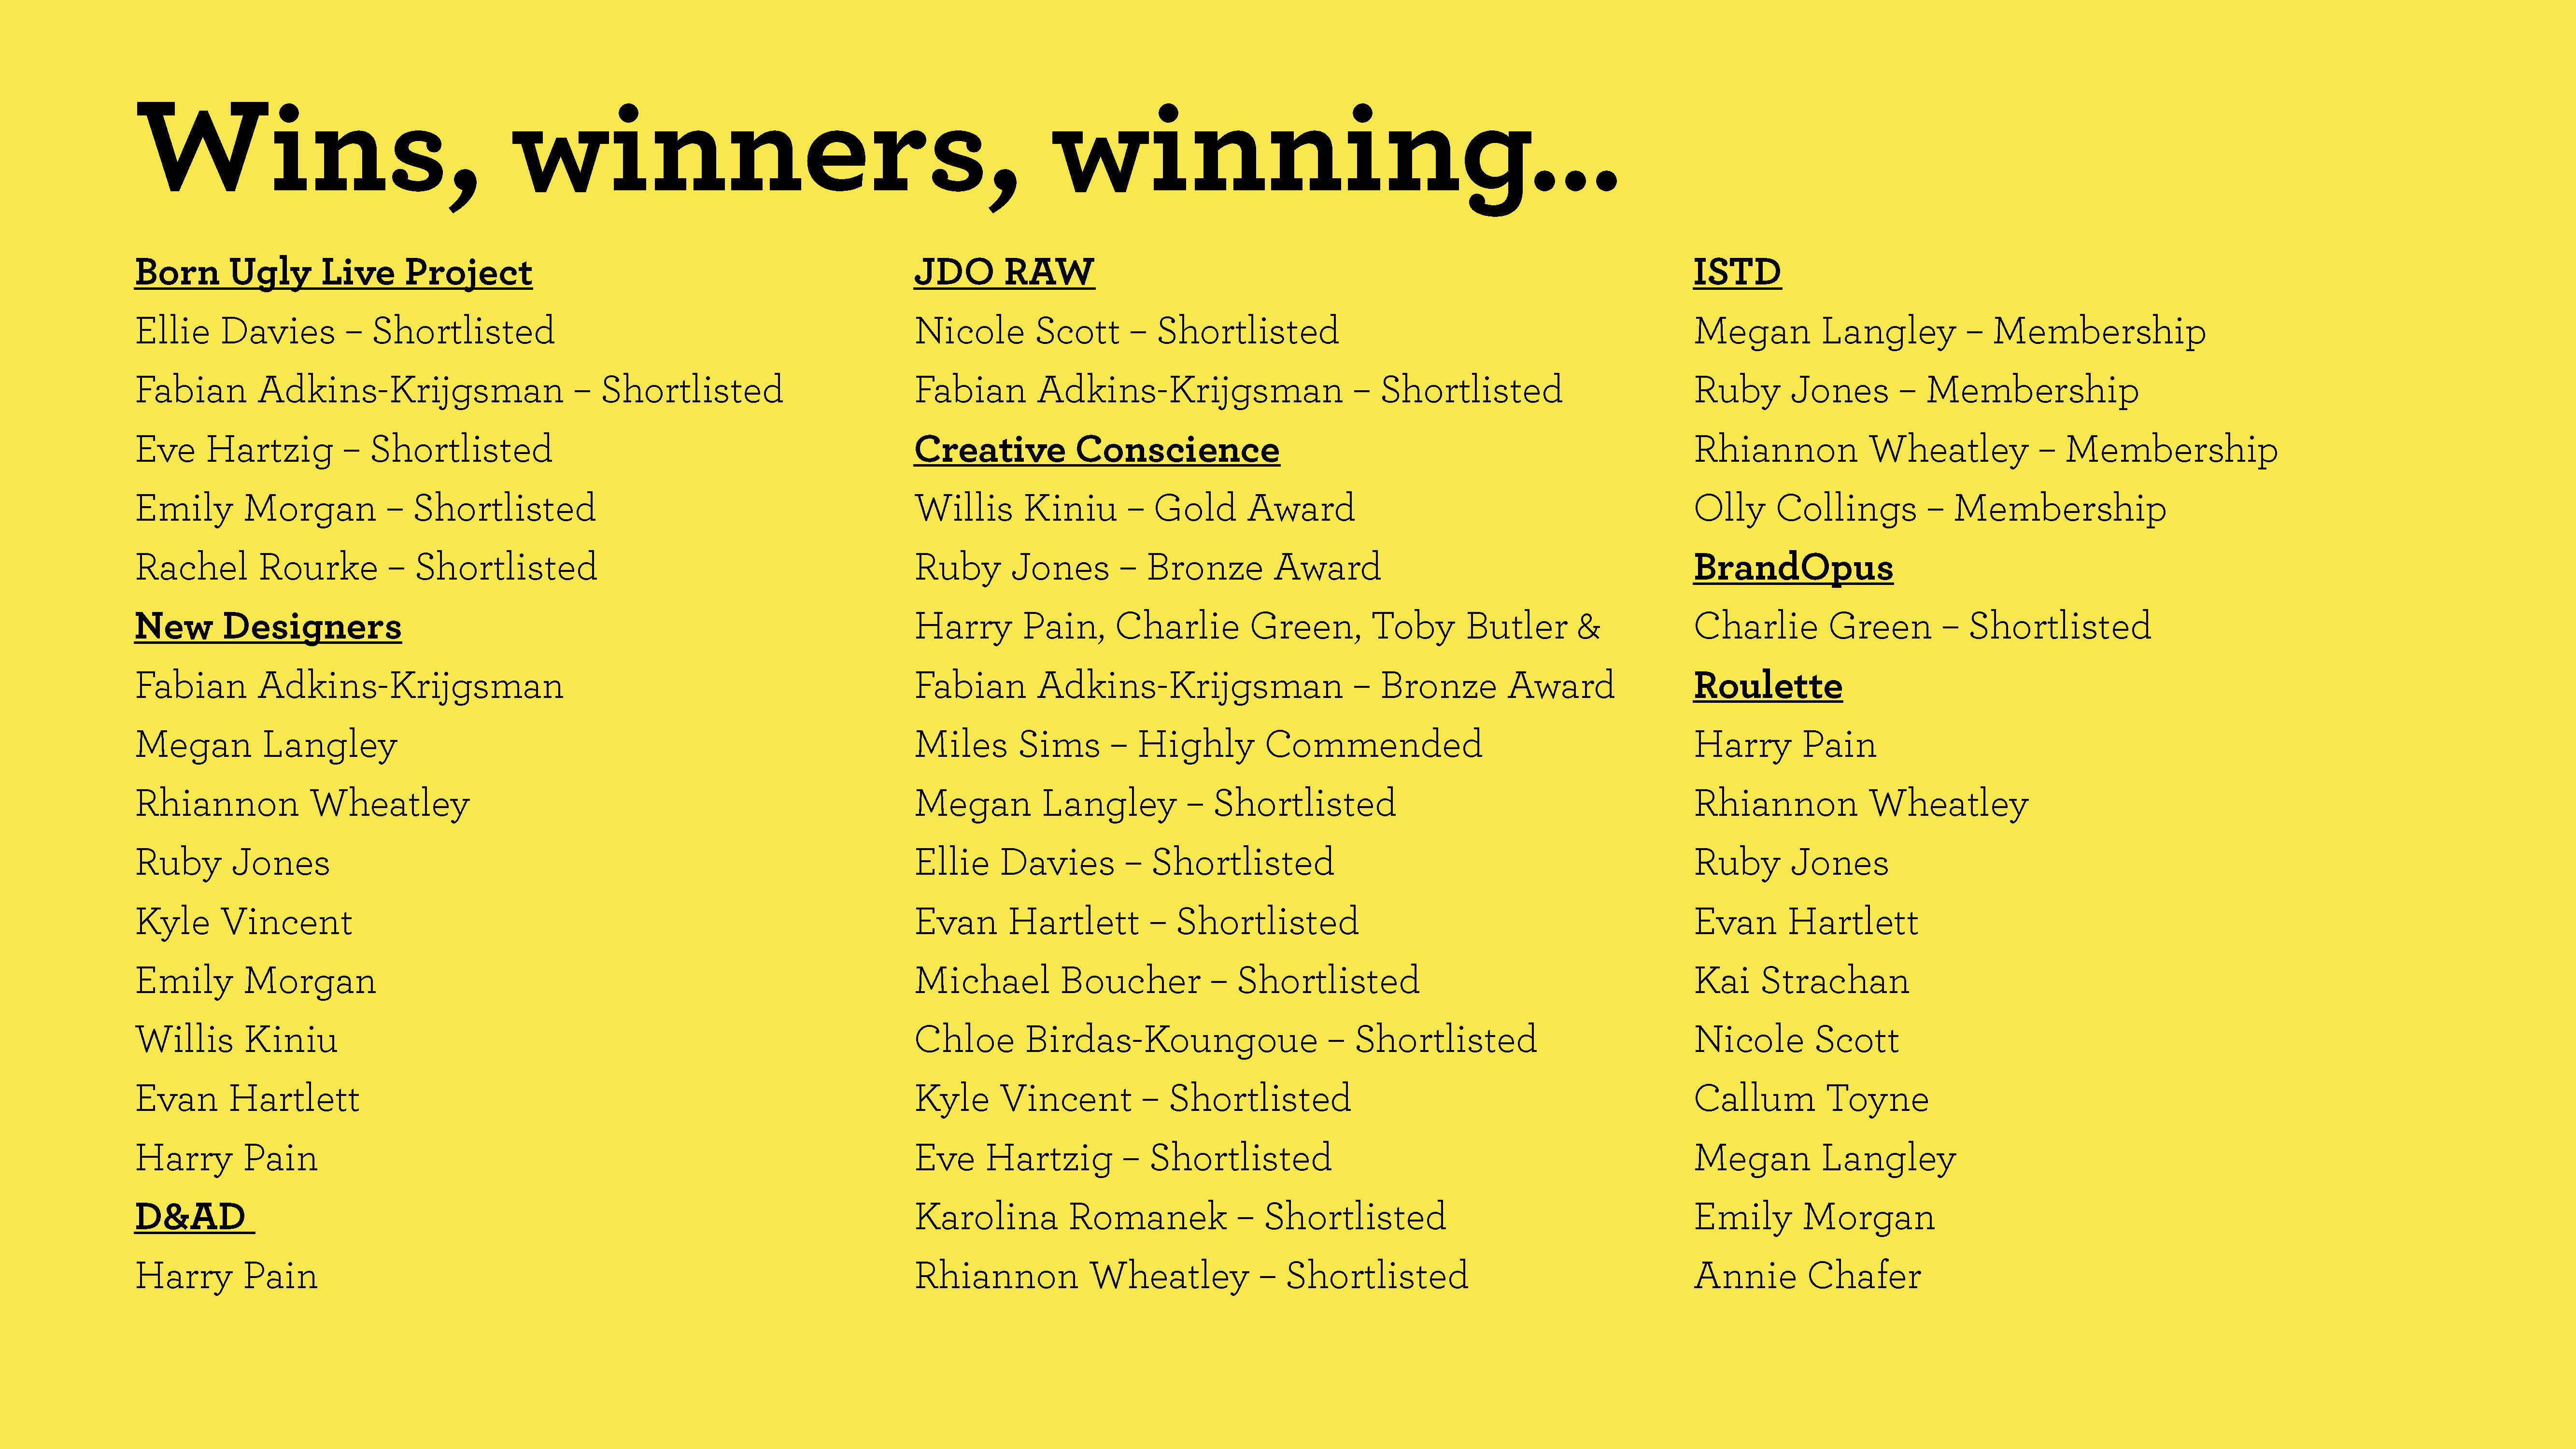 Wins, winners, winning...
Born Ugly Live Project
Ellie Davies – Shortlisted
Fabian Adkins-Krijgsman – Shortlisted
Eve Hartzig – Shortlisted
Emily Morgan – Shortlisted
Rachel Rourke – Shortlisted
New Designers
Fabian Adkins-Krijgsman
Megan Langley
Rhiannon Wheatley
Ruby Jones
Kyle Vincent
Emily Morgan
Willis Kiniu
Evan Hartlett
Harry Pain
D&AD
Harry Pain
JDO RAW
Nicole Scott – Shortlisted
Fabian Adkins-Krijgsman – Shortlisted
Creative Conscience
Willis Kiniu – Gold Award
Ruby Jones – Bronze Award
Harry Pain, Charlie Green, Toby Butler &
Fabian Adkins-Krijgsman – Bronze Award
Miles Sims – Highly Commended
Megan Langley – Shortlisted
Ellie Davies – Shortlisted
Evan Hartlett – Shortlisted
Michael Boucher – Shortlisted
Chloe Birdas-Koungoue – Shortlisted
Kyle Vincent – Shortlisted
Eve Hartzig – Shortlisted
Karolina Romanek – Shortlisted
Rhiannon Wheatley – Shortlisted
ISTD
Megan Langley – Membership
Ruby Jones – Membership
Rhiannon Wheatley – Membership
Olly Collings – Membership
BrandOpus
Charlie Green – Shortlisted
Roulette
Harry Pain
Rhiannon Wheatley
Ruby Jones
Evan Hartlett
Kai Strachan
Nicole Scott
Callum Toyne
Megan Langley
Emily Morgan
Annie Chafer